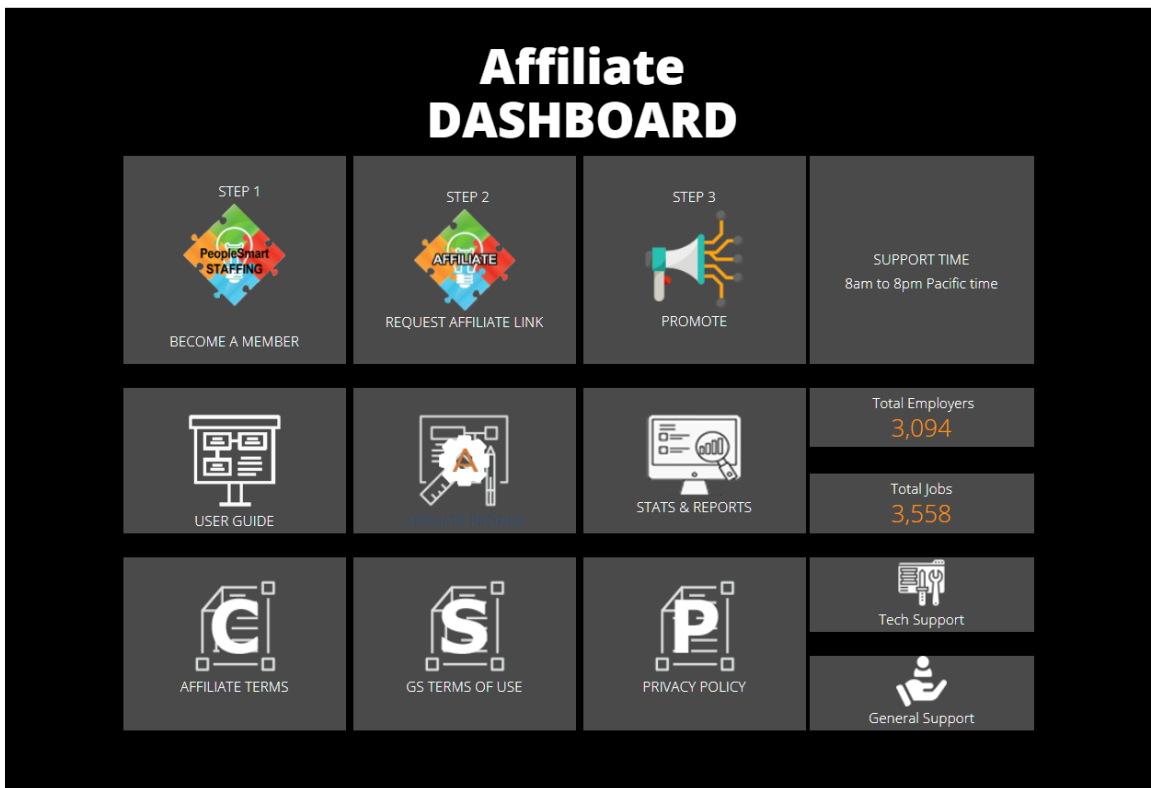 Affiliate
DASHBOARD
STEP 1
PeopleSmart
STAFFING
BECOME A MEMBER
STEP 2
AFFILIATE
REQUEST AFFILIATE LINK
STEP 3
PROMOTE
SUPPORT TIME
8am to 8pm Pacific time
USER GUIDE
A
STATS & REPORTS
Total Employers
3,094
Total Jobs
3,558
C
AFFILIATE TERMS
S
GS TERMS OF USE
P
PRIVACY POLICY
Tech Support
General Support